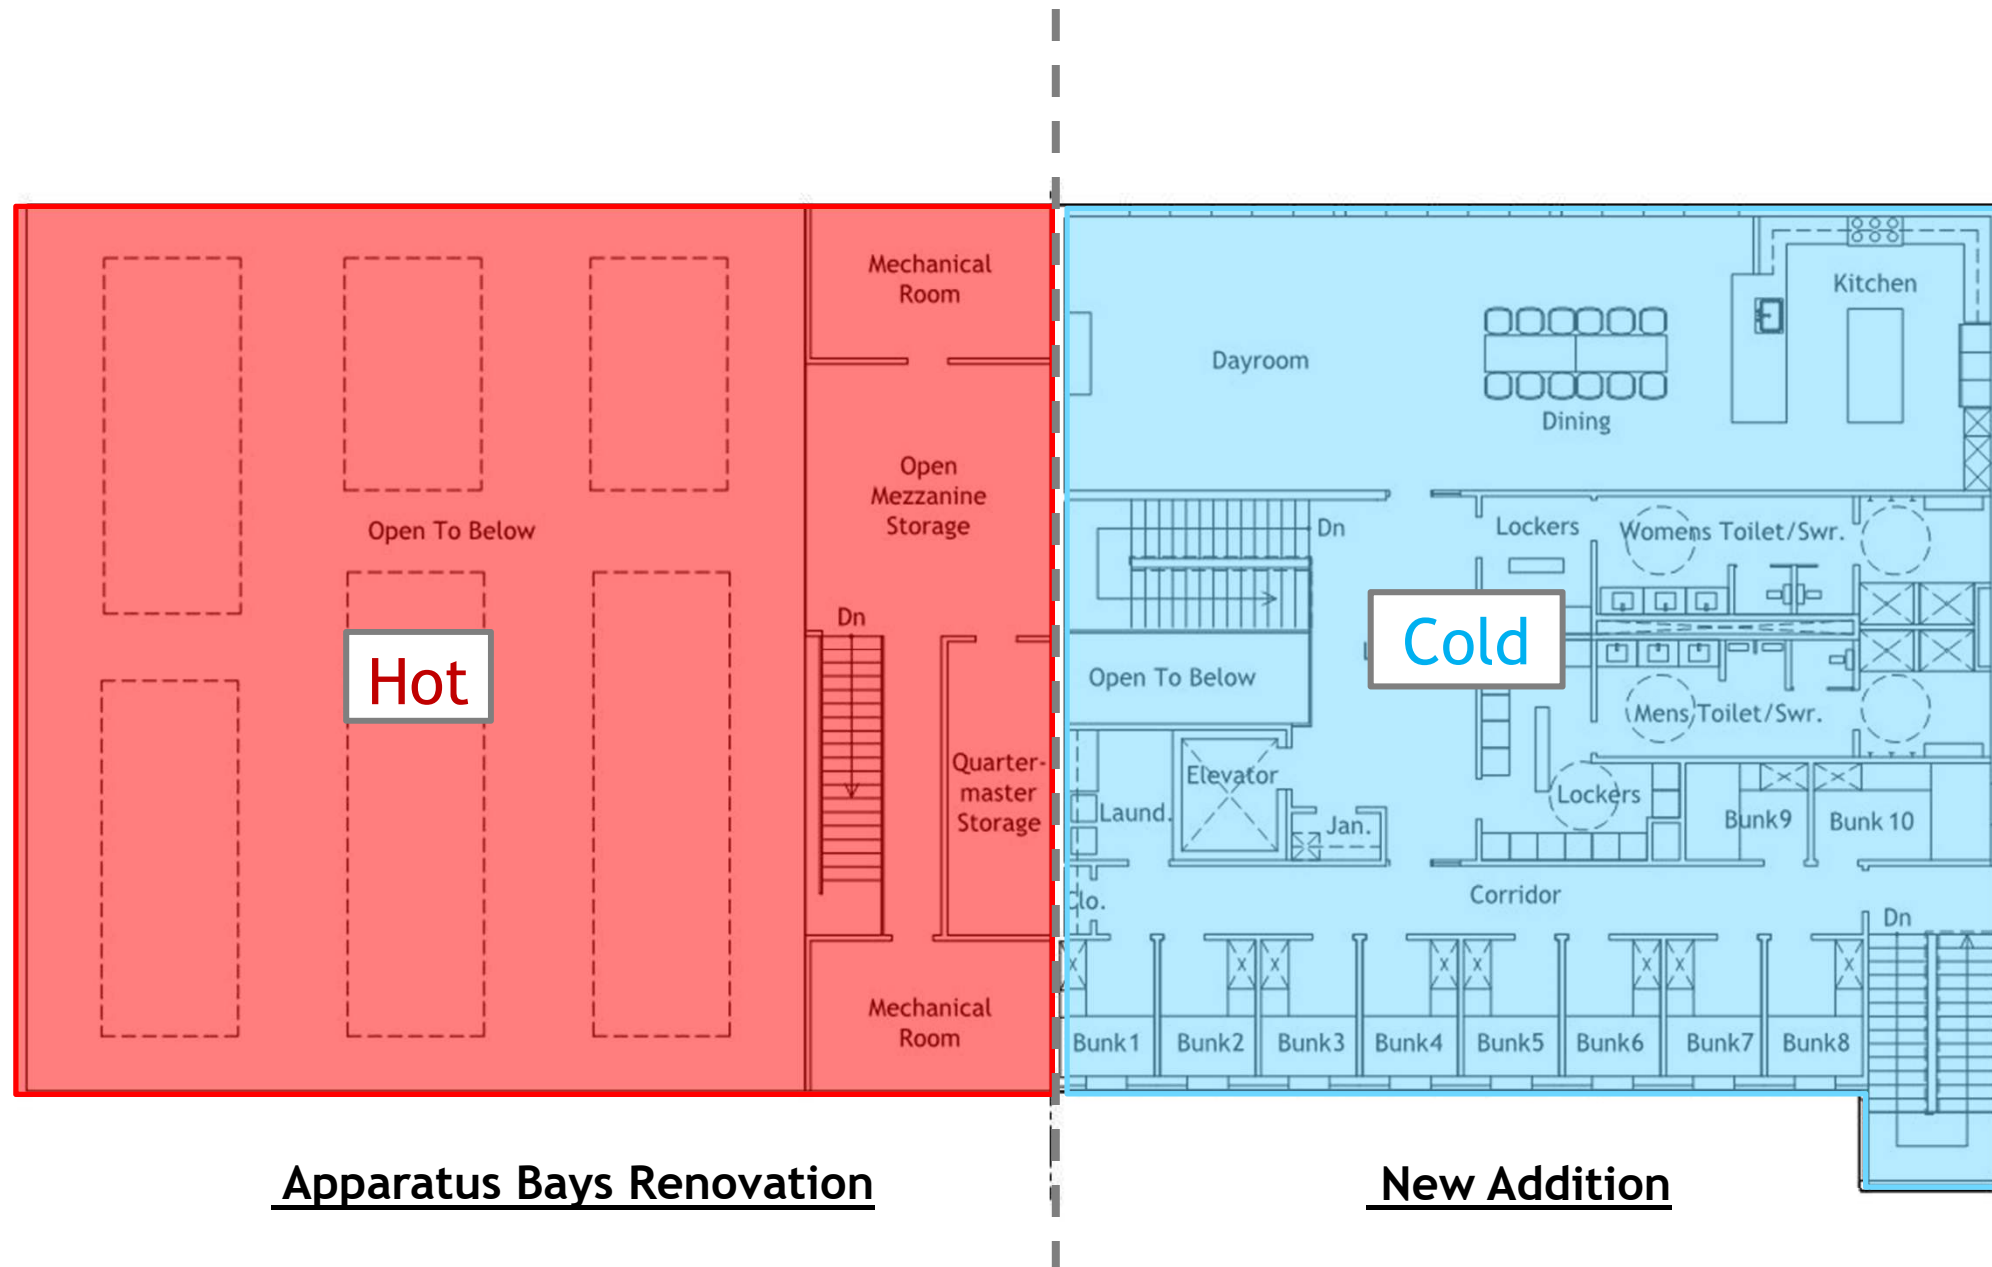 Mechanical
Room
Open
Mezzanine
Storage
Open To Below
Dn
Hot
Quarter-
master
Storage
Mechanical
Room
Kitchen
Dayroom
Dining
Dn
Lockers
Womens Toilet/Swr.
Cold
Open To Below
Mens Toilet/Swr.
Elevator
Laund.
Jan.
Lockers
Bunk9
Bunk 10
Clo.
Corridor
Dn
Bunk1
Bunk2
Bunk3
Bunk4
Bunk5
Bunk6
Bunk7
Bunk8
Apparatus Bays Renovation
New Addition